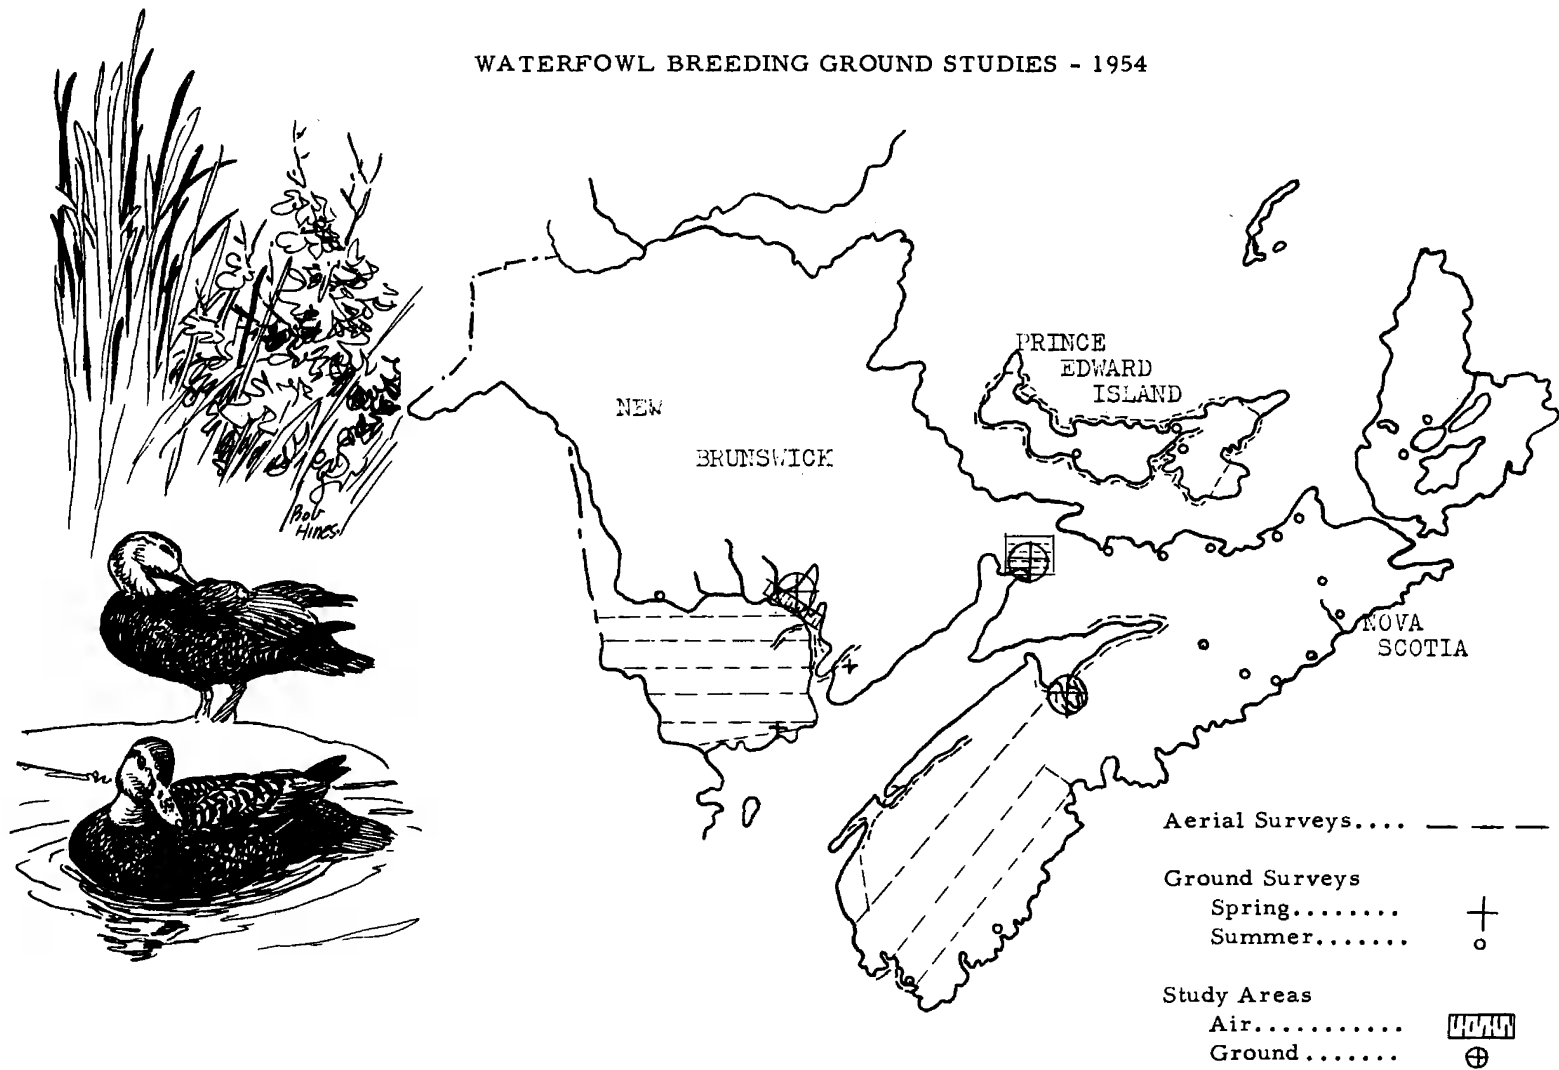 WATERFOWL BREEDING GROUND STUDIES - 1954
PRINCE
EDWARD
ISLAND
NEW
BRUNSWICK
Bob
Hines
NOVA
SCOTIA
Aerial Surveys....
Ground Surveys
Spring........
Summer.......
Study Areas
Air...........
Ground.......